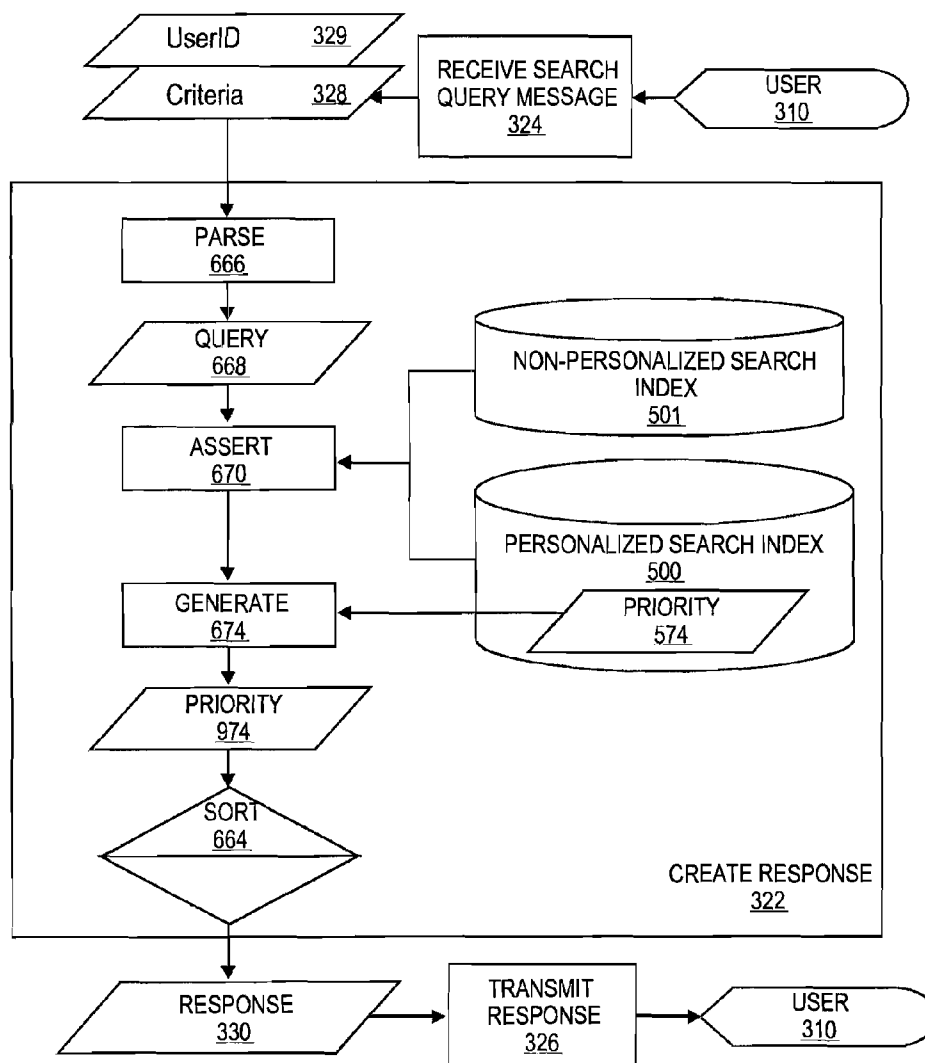 UserID 329
Criteria 328
RECEIVE SEARCH
QUERY MESSAGE
324
USER
310
PARSE
666
QUERY
668
ASSERT
670
NON-PERSONALIZED SEARCH
INDEX
501
PERSONALIZED SEARCH INDEX
500
PRIORITY
574
GENERATE
674
PRIORITY
974
SORT
664
CREATE RESPONSE
322
RESPONSE
330
TRANSMIT
RESPONSE
326
USER
310